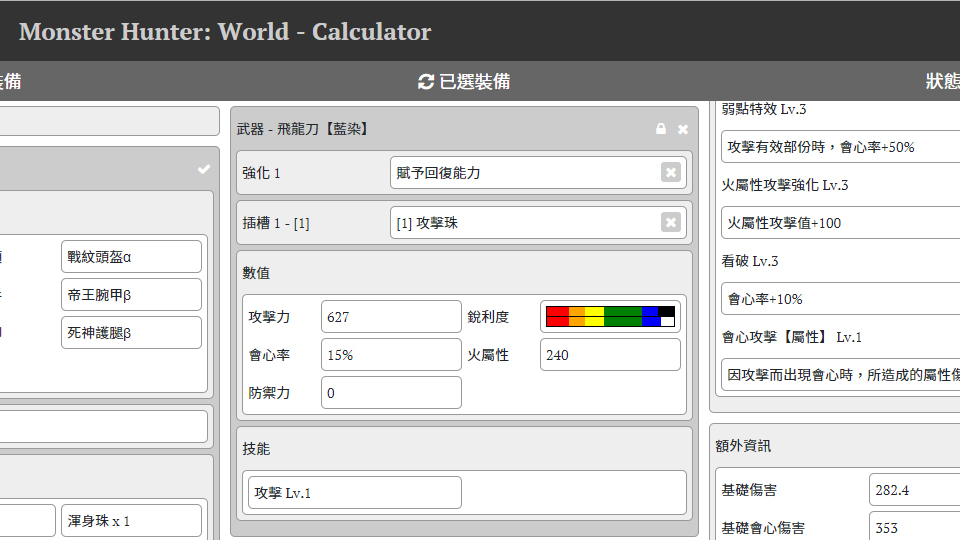 Monster Hunter: World - Calculator
裝備
已選裝備
狀態
戰紋頭盔α
帝王腕甲β
死神護腿β
渾身珠 x 1
武器 - 飛龍刀【藍染】
強化 1
賦予回復能力
插槽 1 - [1]
[1] 攻擊珠
數值
攻擊力
627
銳利度
會心率
15%
火屬性
240
防禦力
0
技能
攻擊 Lv.1
弱點特效 Lv.3
攻擊有效部份時，會心率+50%
火屬性攻擊強化 Lv.3
火屬性攻擊值+100
看破 Lv.3
會心率+10%
會心攻擊【屬性】 Lv.1
因攻擊而出現會心時，所造成的屬性傷
額外資訊
基礎傷害
282.4
基礎會心傷害
353